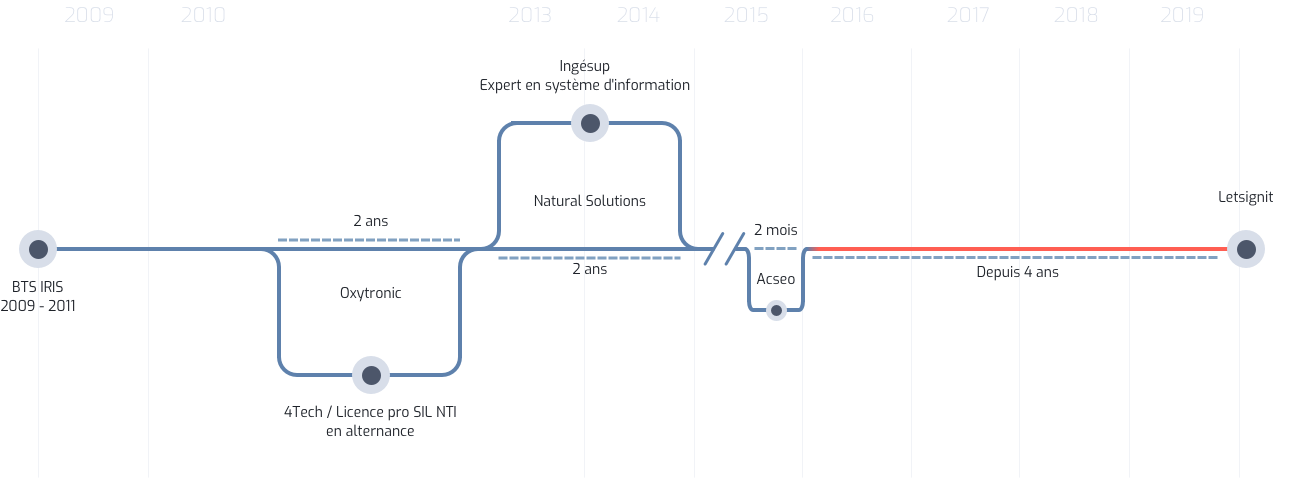 2009 2010 2013 2014 2015 2016 2017 2018 2019
Ingésup
Expert en système d'information
Natural Solutions
Letsignit
2 ans
2 mois
2 ans
Depuis 4 ans
Acseo
BTS IRIS
2009 - 2011
Oxytronic
4Tech / Licence pro SIL NTI
en alternance